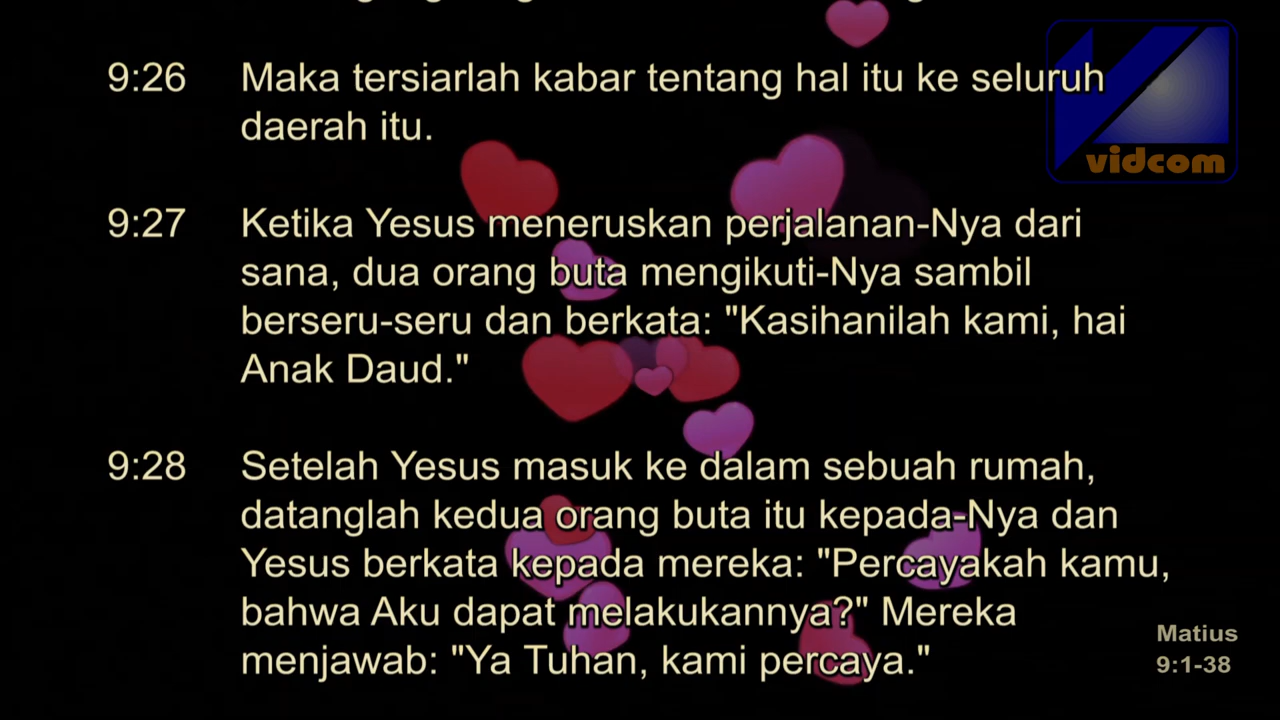 9:26 Maka tersiarlah kabar tentang hal itu ke seluruh
daerah itu.
9:27 Ketika Yesus meneruskan perjalanan-Nya dari
sana, dua orang buta mengikuti-Nya sambil
berseru-seru dan berkata: "Kasihanilah kami, hai
Anak Daud."
9:28 Setelah Yesus masuk ke dalam sebuah rumah,
datanglah kedua orang buta itu kepada-Nya dan
Yesus berkata kepada mereka: "Percayakah kamu,
bahwa Aku dapat melakukannya?" Mereka
menjawab: "Ya Tuhan, kami percaya."
vidcom
Matius
9:1-38